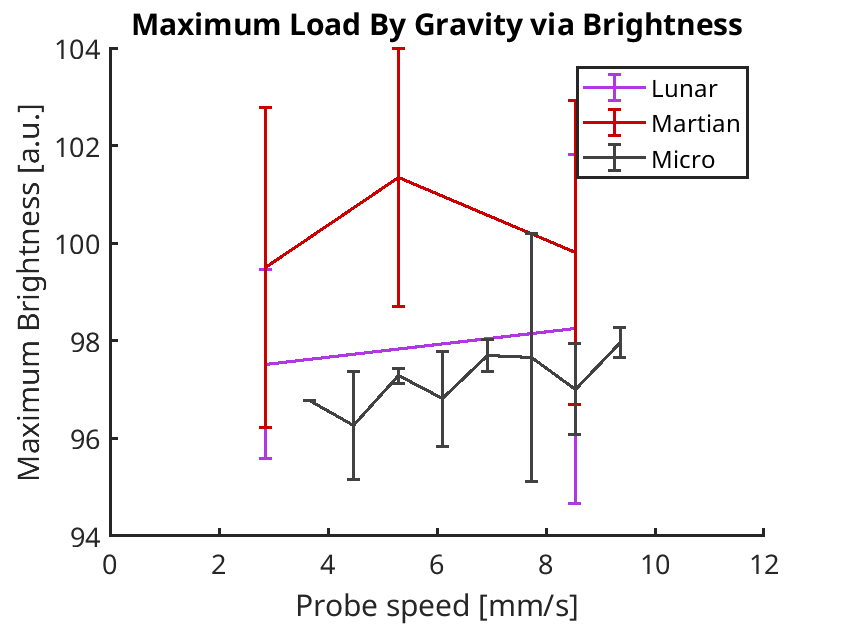 Maximum Load By Gravity via Brightness
104
102
100
98
96
94
Maximum Brightness [a.u.]
Lunar
Martian
Micro
0 2 4 6 8 10 12
Probe speed [mm/s]